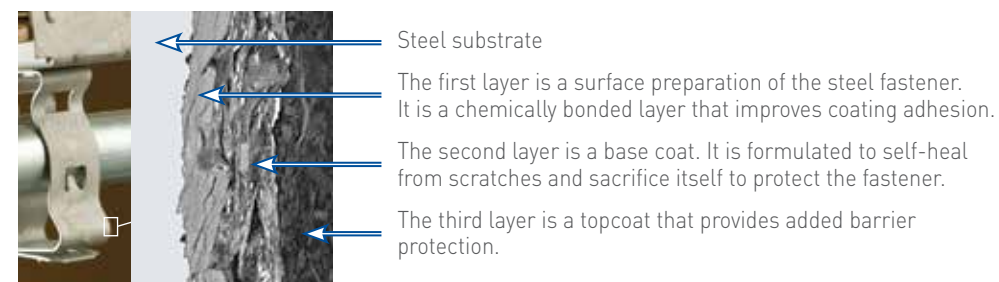 Steel substrate
The first layer is a surface preparation of the steel fastener.
It is a chemically bonded layer that improves coating adhesion.
The second layer is a base coat. It is formulated to self-heal
from scratches and sacrifice itself to protect the fastener.
The third layer is a topcoat that provides added barrier
protection.